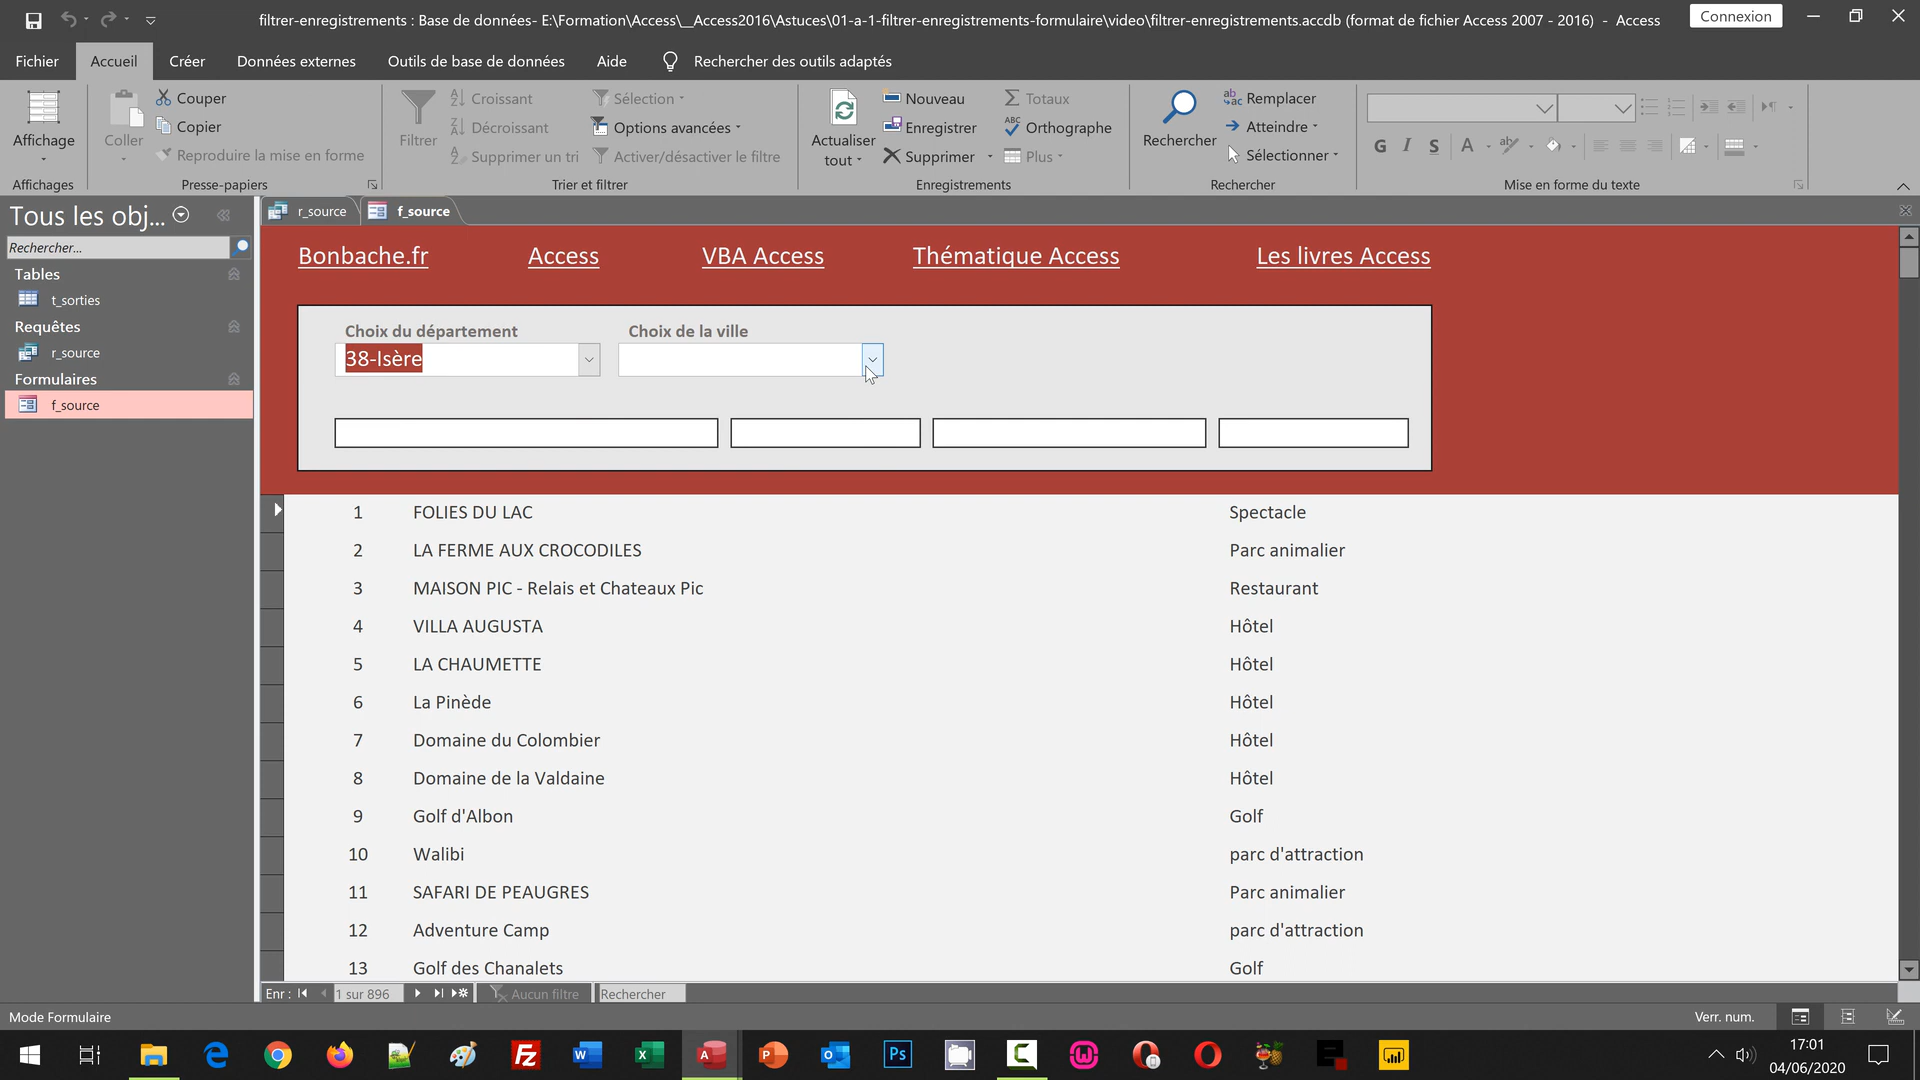 filtrer-enregistrements : Base de données- E:\Formation\Access\__Access2016\Astuces\01-a-1-filtrer-enregistrements-formulaire\video\filtrer-enregistrements.accdb (format de fichier Access 2007 - 2016) - Access
Connexion
Fichier Accueil Créer Données externes Outils de base de données Aide Rechercher des outils adaptés
Affichage
Affichages
Coller
Couper
Copier
Reproduire la mise en forme
Presse-papiers
Filtrer
Croissant
Décroissant
Supprimer un tri
Sélection
Options avancées
Activer/désactiver le filtre
Trier et filtrer
Actualiser
tout
Nouveau
Enregistrer
Supprimer
Totaux
Orthographe
Plus
Enregistrements
Rechercher
Remplacer
Atteindre
Sélectionner
Rechercher
G I S A
Mise en forme du texte
Tous les obj...
Rechercher...
Tables
t_sorties
Requêtes
r_source
Formulaires
f_source
r_source f_source
Bonbache.fr Access VBA Access Thématique Access Les livres Access
Choix du département Choix de la ville
38-Isère
1 FOLIES DU LAC Spectacle
2 LA FERME AUX CROCODILES Parc animalier
3 MAISON PIC - Relais et Chateaux Pic Restaurant
4 VILLA AUGUSTA Hôtel
5 LA CHAUMETTE Hôtel
6 La Pinède Hôtel
7 Domaine du Colombier Hôtel
8 Domaine de la Valdaine Hôtel
9 Golf d'Albon Golf
10 Walibi parc d'attraction
11 SAFARI DE PEAUGRES Parc animalier
12 Adventure Camp parc d'attraction
13 Golf des Chanalets Golf
Enr : 1 sur 896 Aucun filtre Rechercher
Mode Formulaire Verr. num.
17:01
04/06/2020